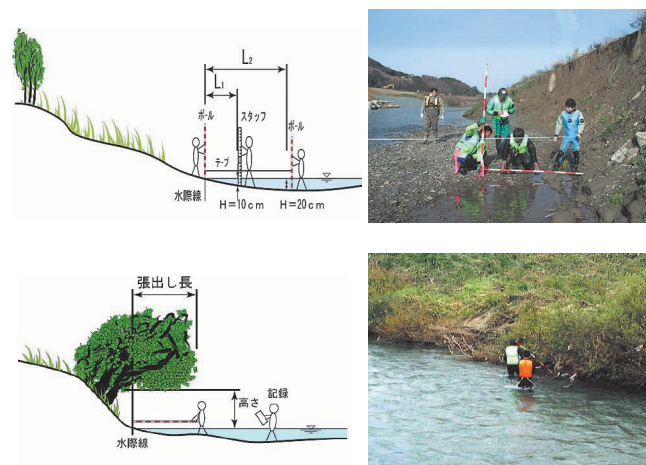 L2
L1
ポール
スタッフ
ポール
テープ
水際線
H=10cm
H=20cm
張出し長
高さ
記録
水際線